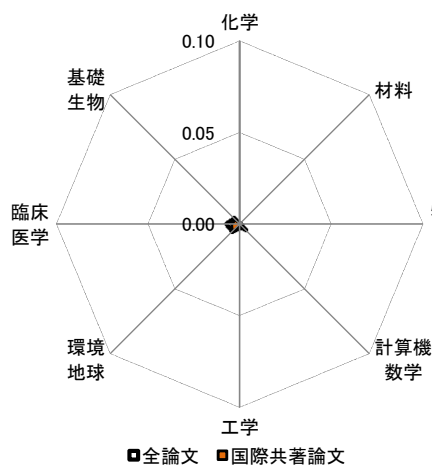 化学
0.10
基礎
生物
材料
0.05
臨床
医学
0.00
環境
地球
計算機
数学
工学
全論文 国際共著論文